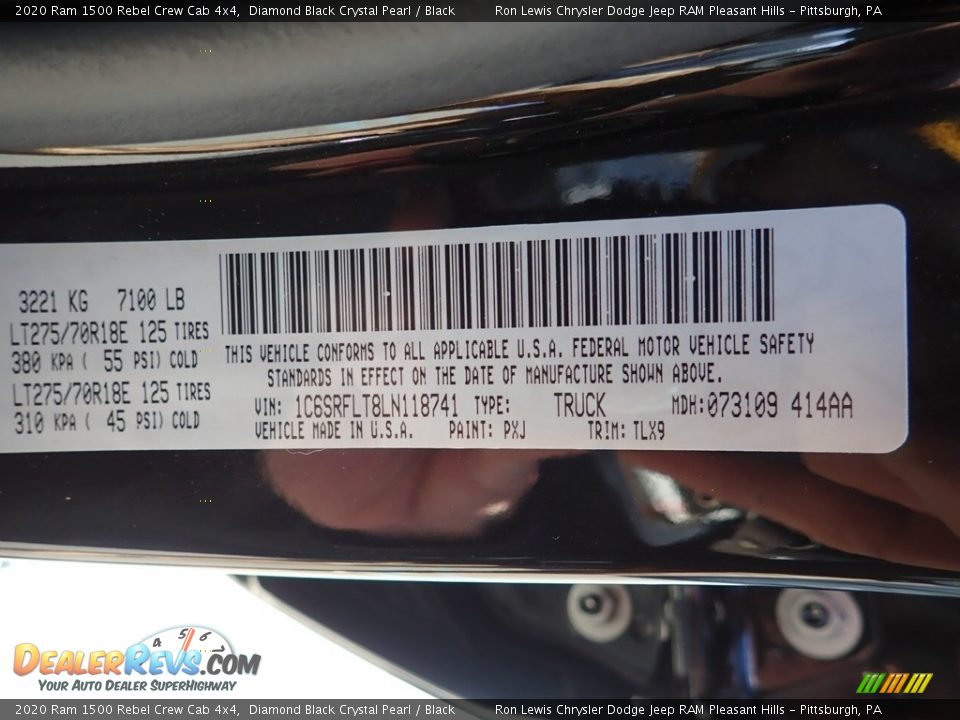 2020 Ram 1500 Rebel Crew Cab 4x4, Diamond Black Crystal Pearl / Black Ron Lewis Chrysler Dodge Jeep RAM Pleasant Hills - Pittsburgh, PA
3221 KG 7100 LB
LT275/70R18E 125 TIRES
380 KPA ( 55 PSI) COLD
LT275/70R18E 125 TIRES
310 KPA ( 45 PSI) COLD
THIS VEHICLE CONFORMS TO ALL APPLICABLE U.S.A. FEDERAL MOTOR VEHICLE SAFETY
STANDARDS IN EFFECT ON THE DATE OF MANUFACTURE SHOWN ABOVE.
VIN: 1C6SRFLT8LN118741 TYPE: TRUCK MDH:073109 414AA
VEHICLE MADE IN U.S.A. PAINT: PXJ TRIM: TLX9
4 5 6
DEALERREVS.COM
YOUR AUTO DEALER SUPERHIGHWAY
2020 Ram 1500 Rebel Crew Cab 4x4, Diamond Black Crystal Pearl / Black Ron Lewis Chrysler Dodge Jeep RAM Pleasant Hills - Pittsburgh, PA